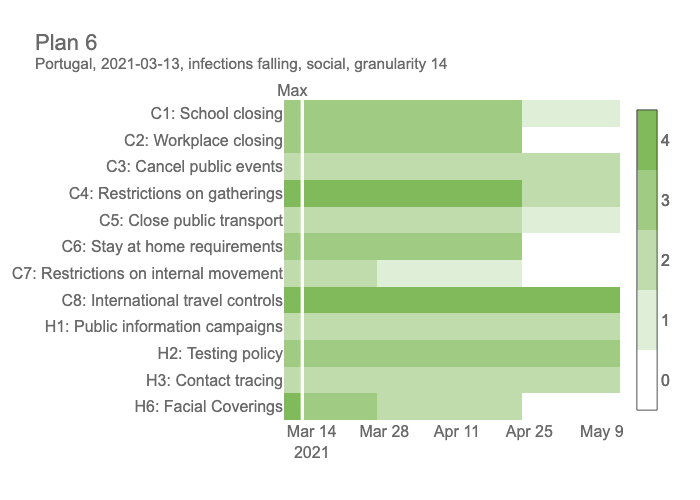 Plan 6
Portugal, 2021-03-13, infections falling, social, granularity 14
Max
C1: School closing
C2: Workplace closing
C3: Cancel public events
C4: Restrictions on gatherings
C5: Close public transport
C6: Stay at home requirements
C7: Restrictions on internal movement
C8: International travel controls
H1: Public information campaigns
H2: Testing policy
H3: Contact tracing
H6: Facial Coverings
Mar 14 Mar 28 Apr 11 Apr 25 May 9
2021
4
3
2
1
0